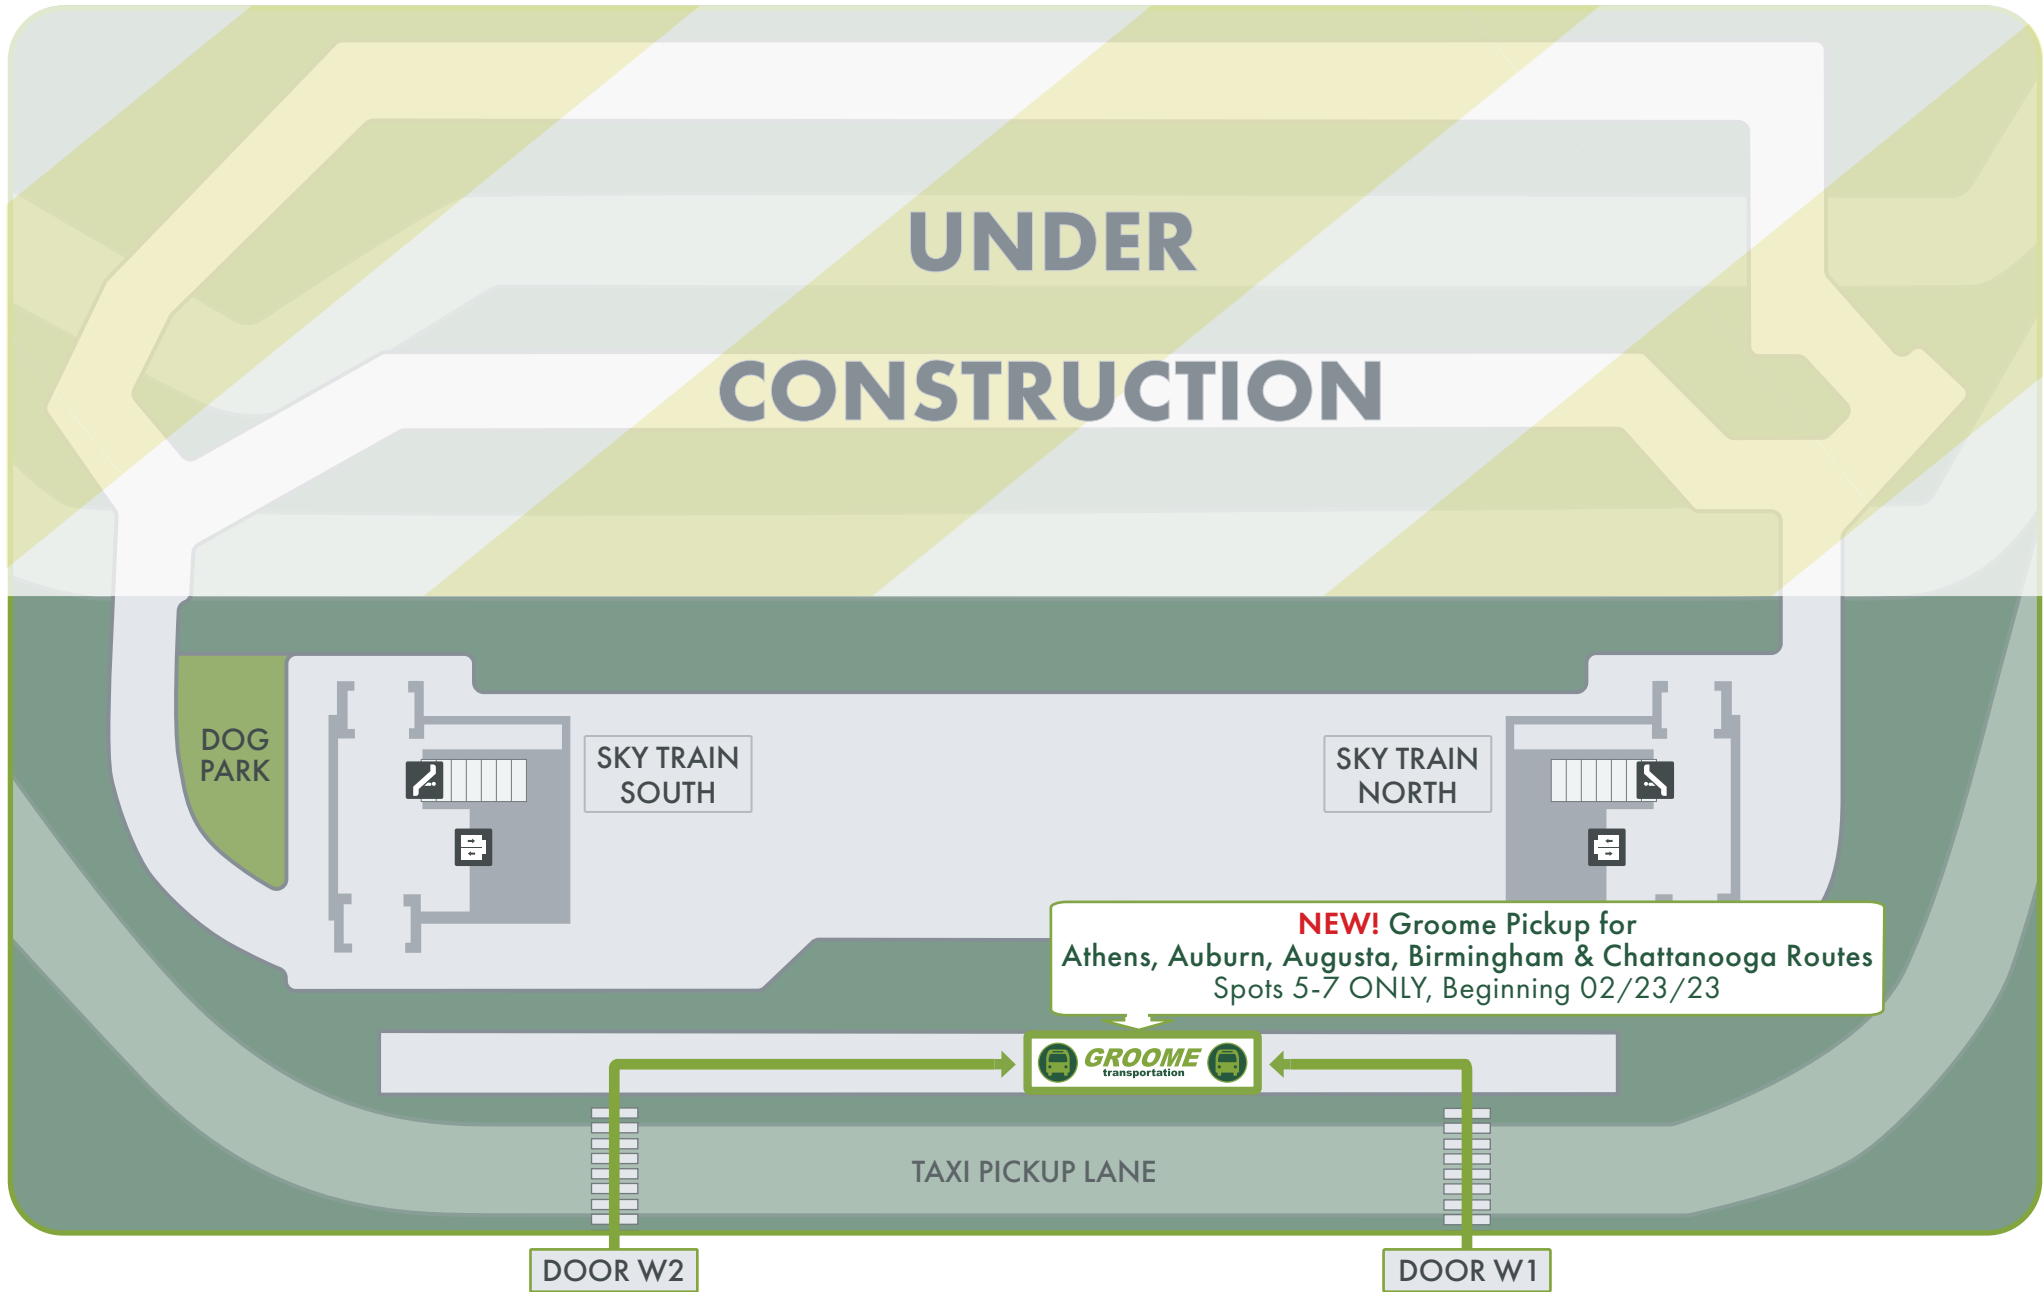 UNDER
CONSTRUCTION
DOG
PARK
SKY TRAIN
SOUTH
SKY TRAIN
NORTH
NEW! Groome Pickup for
Athens, Auburn, Augusta, Birmingham & Chattanooga Routes
Spots 5-7 ONLY, Beginning 02/23/23
GROOME
transportation
TAXI PICKUP LANE
DOOR W2
DOOR W1